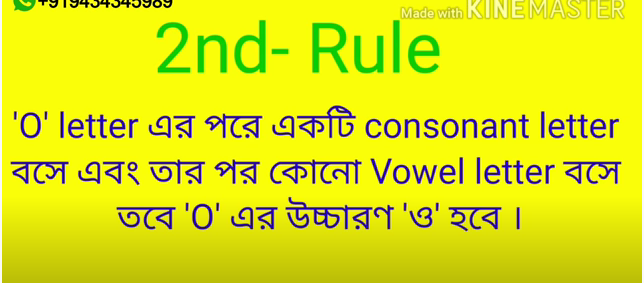 +919434345989
Made with KINEMASTER
2nd- Rule
'O' letter এর পরে একটি consonant letter
বসে এবং তার পর কোনো Vowel letter বসে
তবে 'O' এর উচ্চারণ 'ও' হবে ।